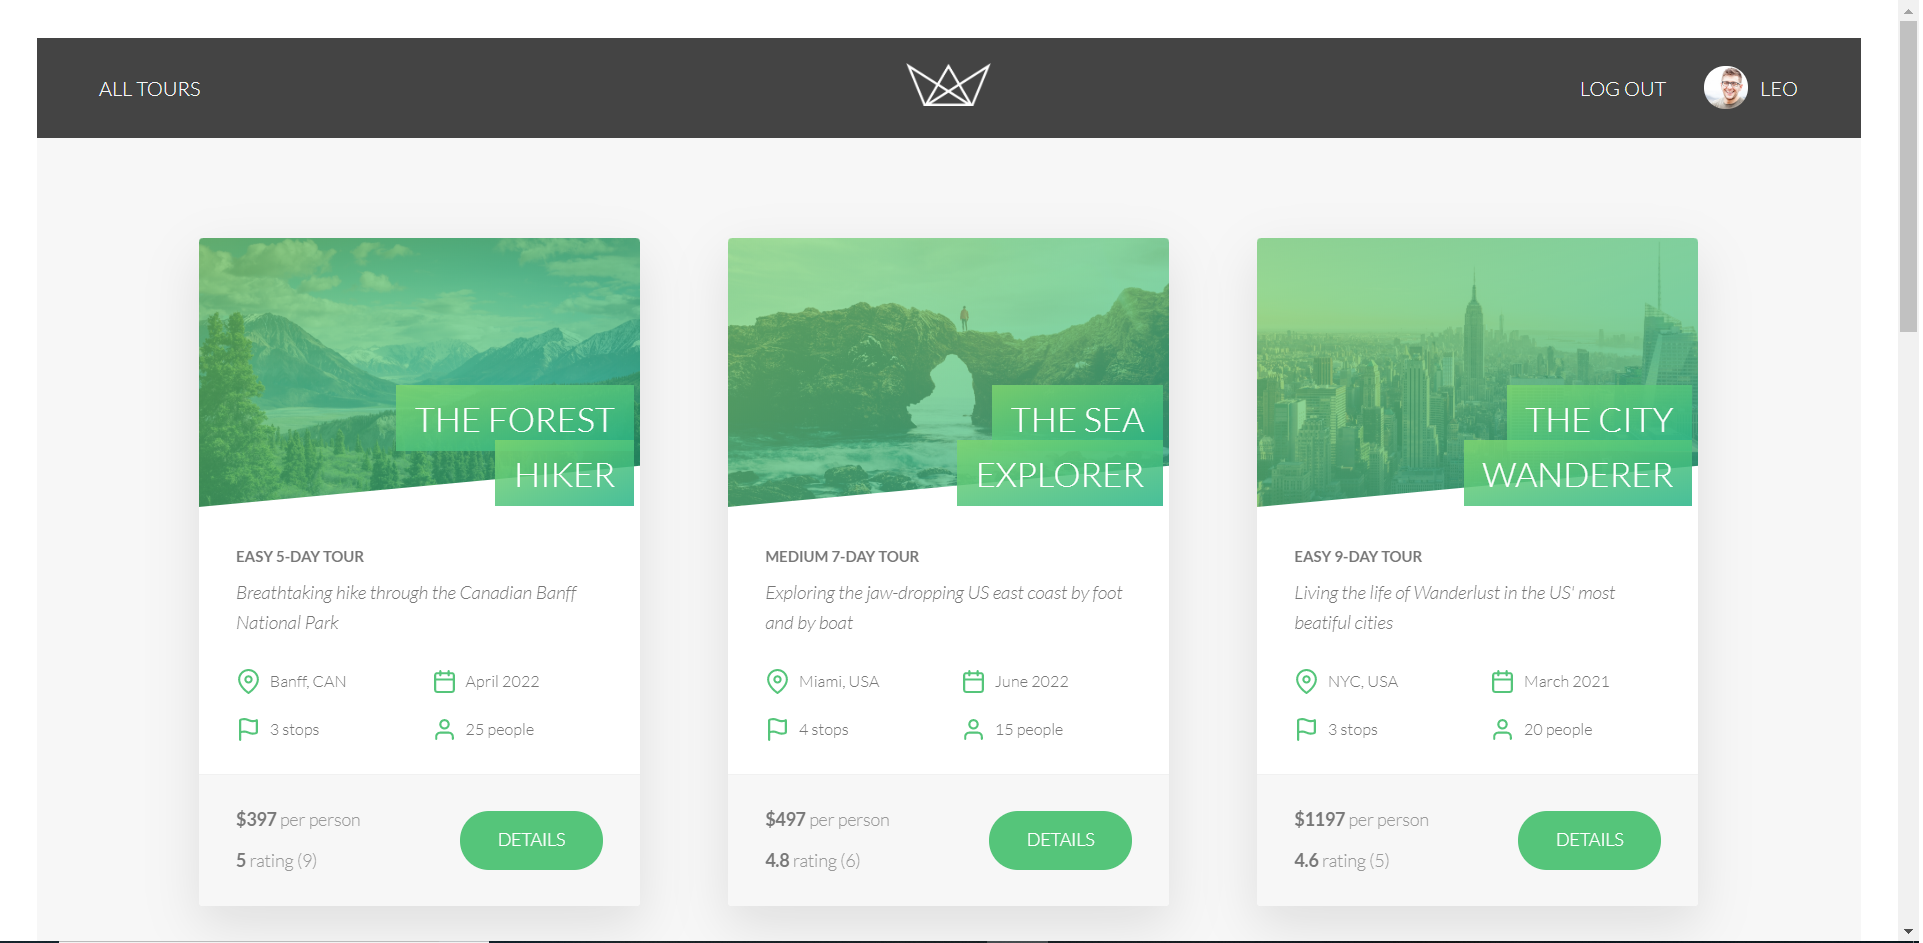 ALL TOURS
LOG OUT
LEO
THE FOREST
HIKER
EASY 5-DAY TOUR
Breathtaking hike through the Canadian Banff
National Park
Banff, CAN
April 2022
3 stops
25 people
$397 per person
5 rating (9)
DETAILS
THE SEA
EXPLORER
MEDIUM 7-DAY TOUR
Exploring the jaw-dropping US east coast by foot
and by boat
Miami, USA
June 2022
4 stops
15 people
$497 per person
4.8 rating (6)
DETAILS
THE CITY
WANDERER
EASY 9-DAY TOUR
Living the life of Wanderlust in the US' most
beatiful cities
NYC, USA
March 2021
3 stops
20 people
$1197 per person
4.6 rating (5)
DETAILS